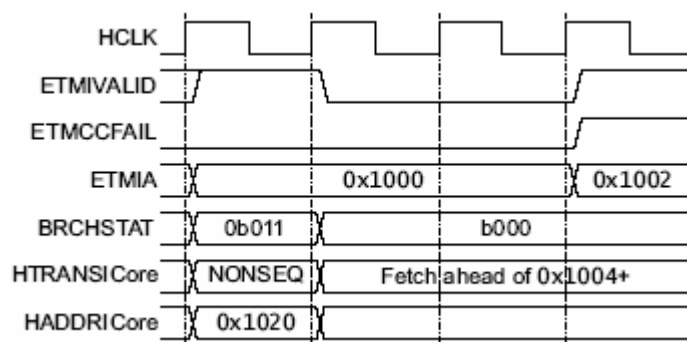 HCLK
ETMIVALID
ETMCCFAIL
ETMIA 0x1000 0x1002
BRCHSTAT 0b011 b000
HTRANSICore NONSEQ Fetch ahead of 0x1004+
HADDRICore 0x1020